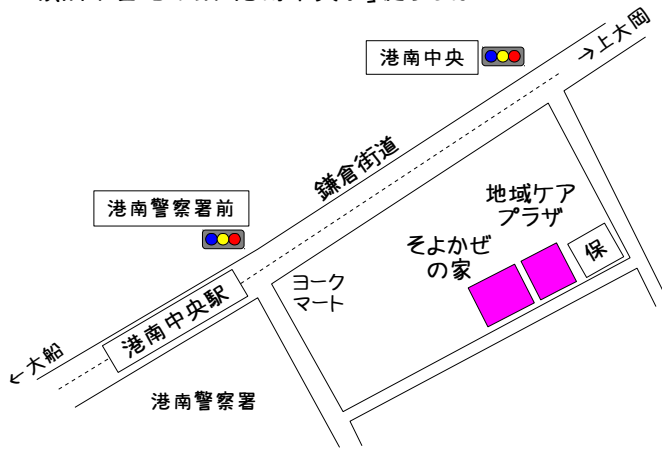 港南中央
→上大岡
鎌倉街道
港南警察署前
地域ケア
プラザ
そよかぜ
の家
保
ヨーク
マート
港南中央駅
←大船
港南警察署